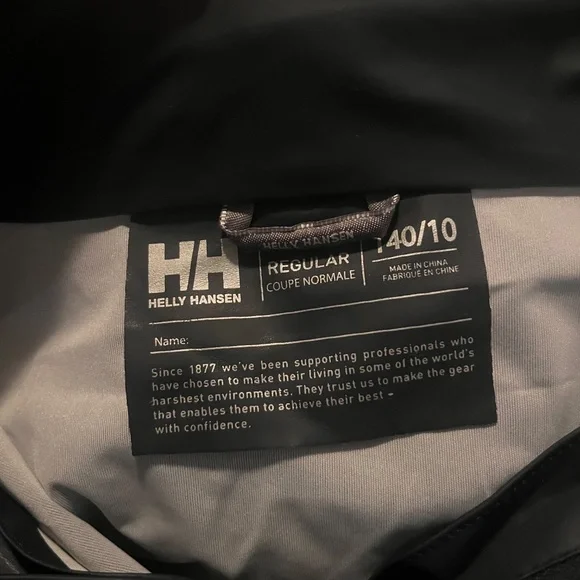 HELLY HANSEN
HH
HELLY HANSEN
REGULAR
COUPE NORMALE
140/10
MADE IN CHINA
FABRIQUÉ EN CHINE
Name:
Since 1877 we've been supporting professionals who
have chosen to make their living in some of the world's
harshest environments. They trust us to make the gear
that enables them to achieve their best -
with confidence.